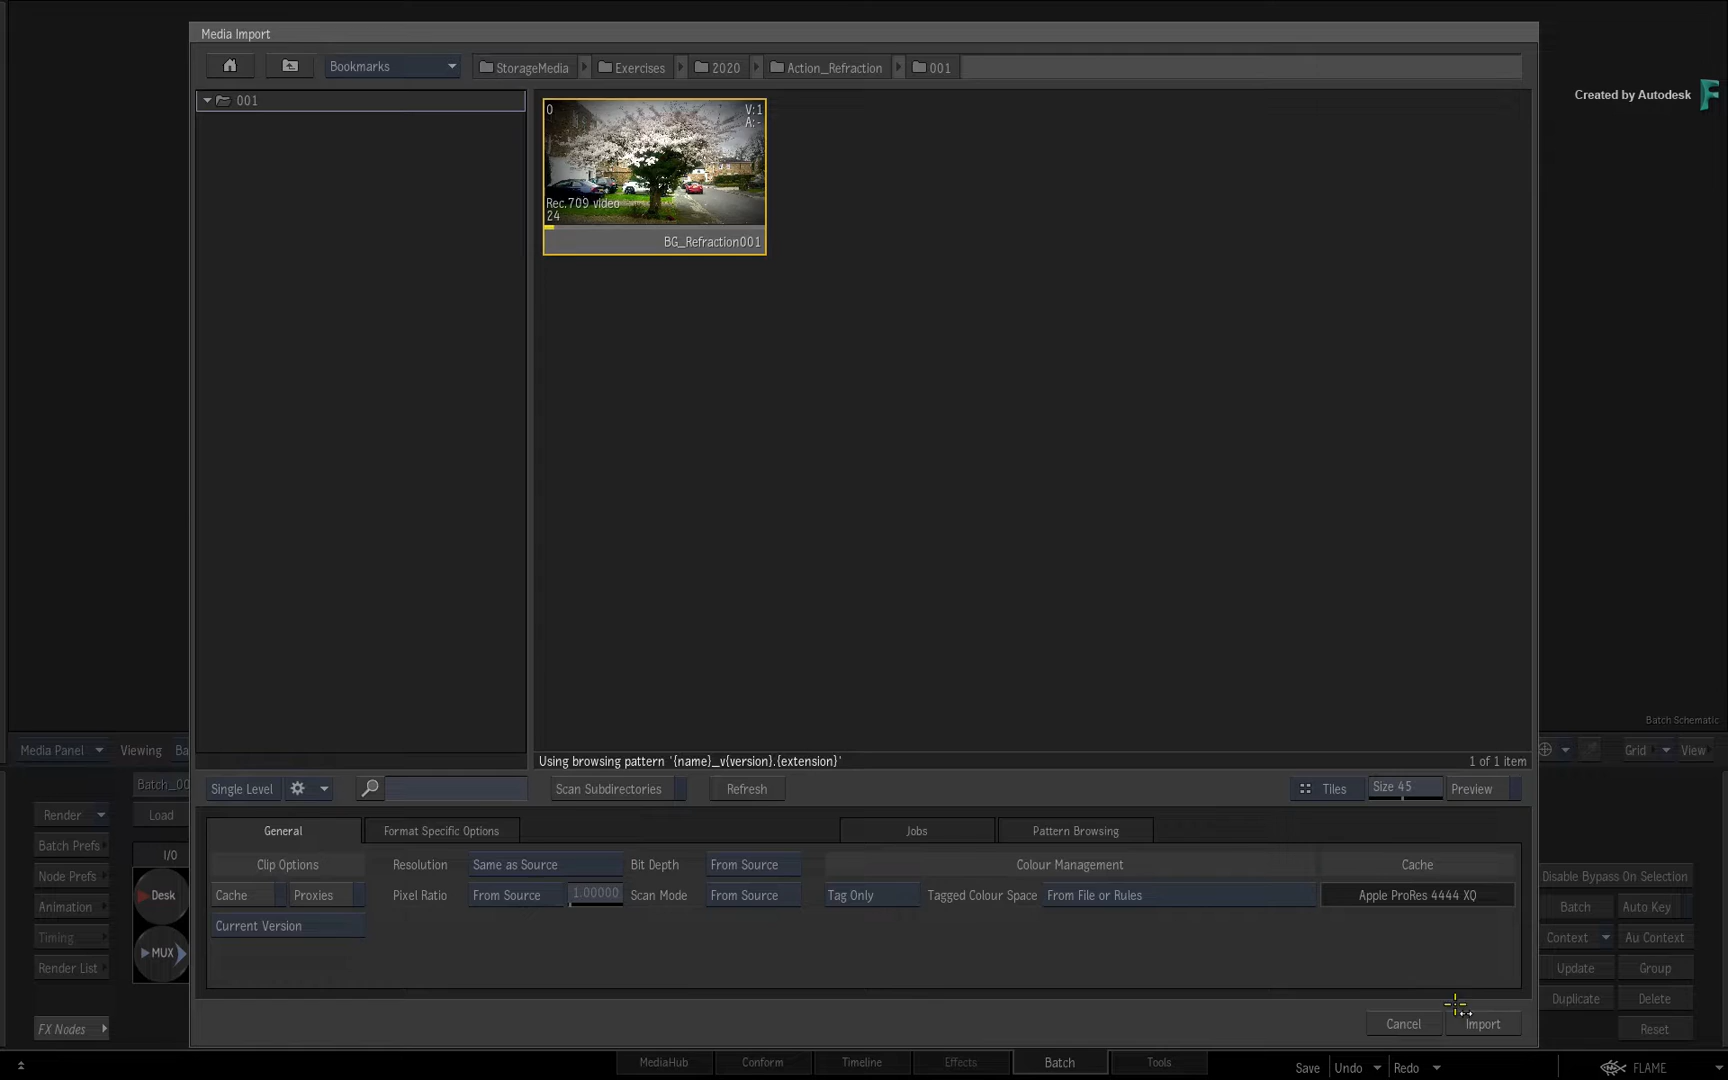 Media Import
Bookmarks StorageMedia Exercises 2020 Action_Refraction 001
Created by Autodesk
001
0 V:1
A:-
Rec.709 video
24
BG_Refraction001
Batch Schematic
Media Panel Viewing Ba Grid View
Using browsing pattern '{name}_v{version}.{extension}' 1 of 1 item
Batch_00 Single Level Scan Subdirectories Refresh Tiles Size 45 Preview
Render Load
General Format Specific Options Jobs Pattern Browsing
Batch Prefs I/O
Clip Options Resolution Same as Source Bit Depth From Source Colour Management Cache
Node Prefs Disable Bypass On Selection
Desk Cache Proxies Pixel Ratio From Source 1.00000 Scan Mode From Source Tag Only Tagged Colour Space From File or Rules Apple ProRes 4444 XQ
Animation Batch Auto Key
Current Version
Timing Context Au Context
MUX
Render List Update Group
Duplicate Delete
FX Nodes Cancel Import Reset
MediaHub Conform Timeline Effects Batch Tools Save Undo Redo FLAME